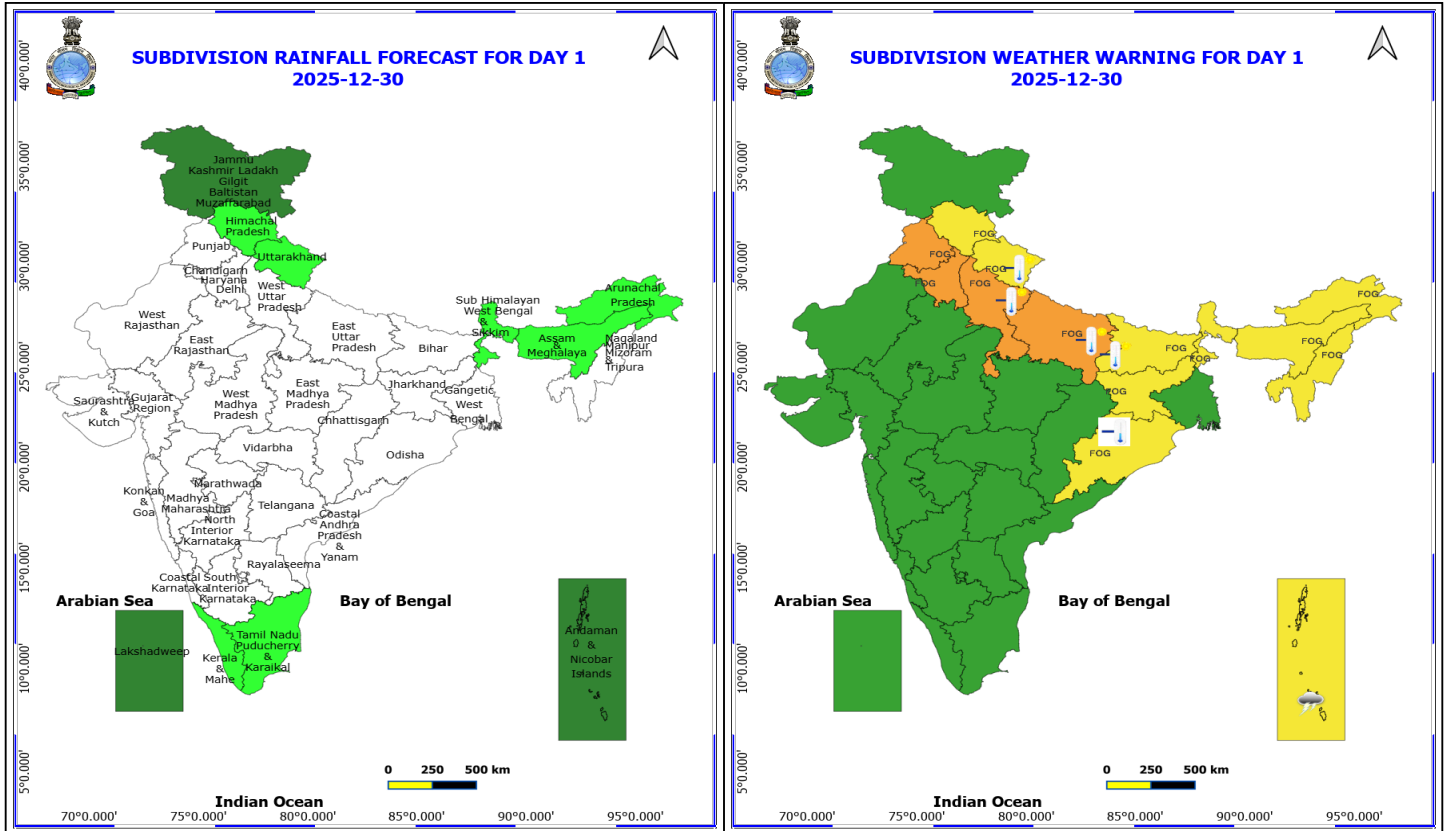 SUBDIVISION RAINFALL FORECAST FOR DAY 1
2025-12-30
40°0.000'
35°0.000'
30°0.000'
25°0.000'
20°0.000'
15°0.000'
10°0.000'
5°0.000'
Jammu
Kashmir Ladakh
Gilgit
Baltistan
Muzaffarabad
Himachal
Pradesh
Punjab
Uttarakhand
Chandigarh
Haryana
Delhi
West
Uttar
Pradesh
West
Rajasthan
East
Rajasthan
East
Uttar
Pradesh
Bihar
Sub Himalayan
West Bengal
&
Sikkim
Arunachal
Pradesh
Assam
&
Meghalaya
Nagaland
Manipur
Mizoram
&
Tripura
Saurashtra
&
Kutch
Gujarat
Region
West
Madhya
Pradesh
East
Madhya
Pradesh
Jharkhand
Gangetic
West
Bengal
Chhattisgarh
Vidarbha
Odisha
Konkan
&
Goa
Madhya
Maharashtra
Marathwada
Telangana
North
Interior
Karnataka
Coastal
Andhra
Pradesh
&
Yanam
Rayalaseema
Coastal
Karnataka
South
Interior
Karnataka
Arabian Sea
Bay of Bengal
Lakshadweep
Kerala
&
Mahe
Tamil Nadu
Puducherry
&
Karaikal
Andaman
&
Nicobar
Islands
0 250 500 km
Indian Ocean
70°0.000' 75°0.000' 80°0.000' 85°0.000' 90°0.000' 95°0.000'
SUBDIVISION WEATHER WARNING FOR DAY 1
2025-12-30
40°0.000'
35°0.000'
30°0.000'
25°0.000'
20°0.000'
15°0.000'
10°0.000'
5°0.000'
FOG
FOG
FOG
FOG
FOG
FOG
FOG
FOG
FOG
FOG
FOG
FOG
FOG
Arabian Sea
Bay of Bengal
0 250 500 km
Indian Ocean
70°0.000' 75°0.000' 80°0.000' 85°0.000' 90°0.000' 95°0.000'